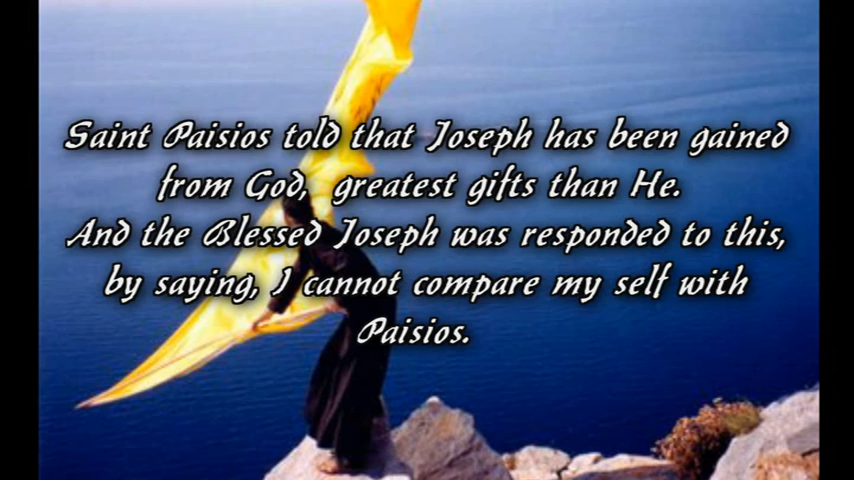 Saint Paisios told that Joseph has been gained
from God, greatest gifts than He.
And the Blessed Joseph was responded to this,
by saying, I cannot compare my self with
Paisios.